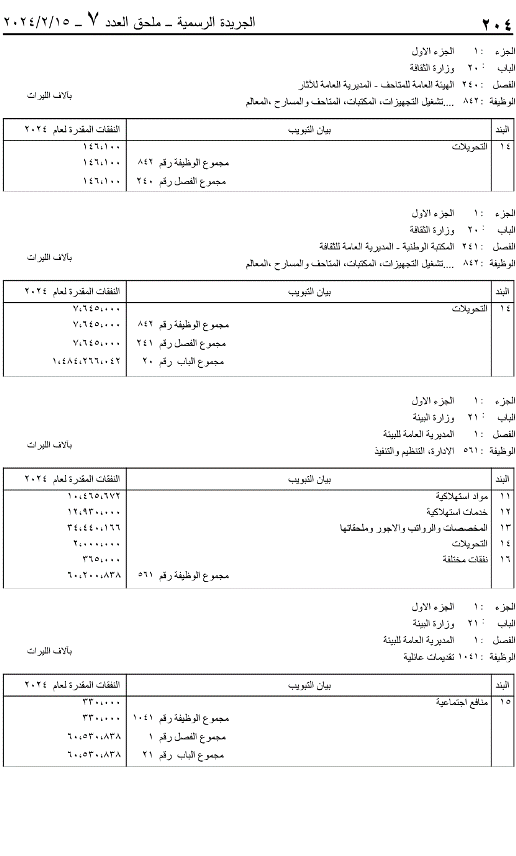 ٢٠٤ الجريدة الرسمية – ملحق العدد ٧ – ٢٠٢٤/٢/١٥
الجزء : ١ الجزء الاول
الباب : ٢٠ وزارة الثقافة
الفصل : ٢٤٠ الهيئة العامة للمتاحف - المديرية العامة للآثار
الوظيفة : ٨٤٢ ....تشغيل التجهيزات، المكتبات، المتاحف والمسارح ،المعالم
بآلاف الليرات
البند بيان التبويب النفقات المقدرة لعام ٢٠٢٤
١٤ التحويلات ١٤٦،١٠٠
مجموع الوظيفة رقم ٨٤٢ ١٤٦،١٠٠
مجموع الفصل رقم ٢٤٠ ١٤٦،١٠٠
الجزء : ١ الجزء الاول
الباب : ٢٠ وزارة الثقافة
الفصل : ٢٤١ المكتبة الوطنية - المديرية العامة للثقافة
الوظيفة : ٨٤٢ ....تشغيل التجهيزات، المكتبات، المتاحف والمسارح ،المعالم
بآلاف الليرات
البند بيان التبويب النفقات المقدرة لعام ٢٠٢٤
١٤ التحويلات ٧،٦٤٥،٠٠٠
مجموع الوظيفة رقم ٨٤٢ ٧،٦٤٥،٠٠٠
مجموع الفصل رقم ٢٤١ ٧،٦٤٥،٠٠٠
مجموع الباب رقم ٢٠ ١،٤٨٤،٢٦٦،٠٤٢
الجزء : ١ الجزء الاول
الباب : ٢١ وزارة البيئة
الفصل : ١ المديرية العامة للبيئة
الوظيفة : ٥٦١ الادارة، التنظيم والتنفيذ
بآلاف الليرات
البند بيان التبويب النفقات المقدرة لعام ٢٠٢٤
١١ مواد استهلاكية ١٠،٤٦٥،٦٧٢
١٢ خدمات استهلاكية ١٢،٩٣٠،٠٠٠
١٣ المخصصات والرواتب والاجور وملحقاتها ٣٤،٤٤٠،١٦٦
١٤ التحويلات ٢،٠٠٠،٠٠٠
١٦ نفقات مختلفة ٣٦٥،٠٠٠
مجموع الوظيفة رقم ٥٦١ ٦٠،٢٠٠،٨٣٨
الجزء : ١ الجزء الاول
الباب : ٢١ وزارة البيئة
الفصل : ١ المديرية العامة للبيئة
الوظيفة : ١٠٤١ تقديمات عائلية
بآلاف الليرات
البند بيان التبويب النفقات المقدرة لعام ٢٠٢٤
١٥ منافع اجتماعية ٣٣٠،٠٠٠
مجموع الوظيفة رقم ١٠٤١ ٣٣٠،٠٠٠
مجموع الفصل رقم ١ ٦٠،٥٣٠،٨٣٨
مجموع الباب رقم ٢١ ٦٠،٥٣٠،٨٣٨